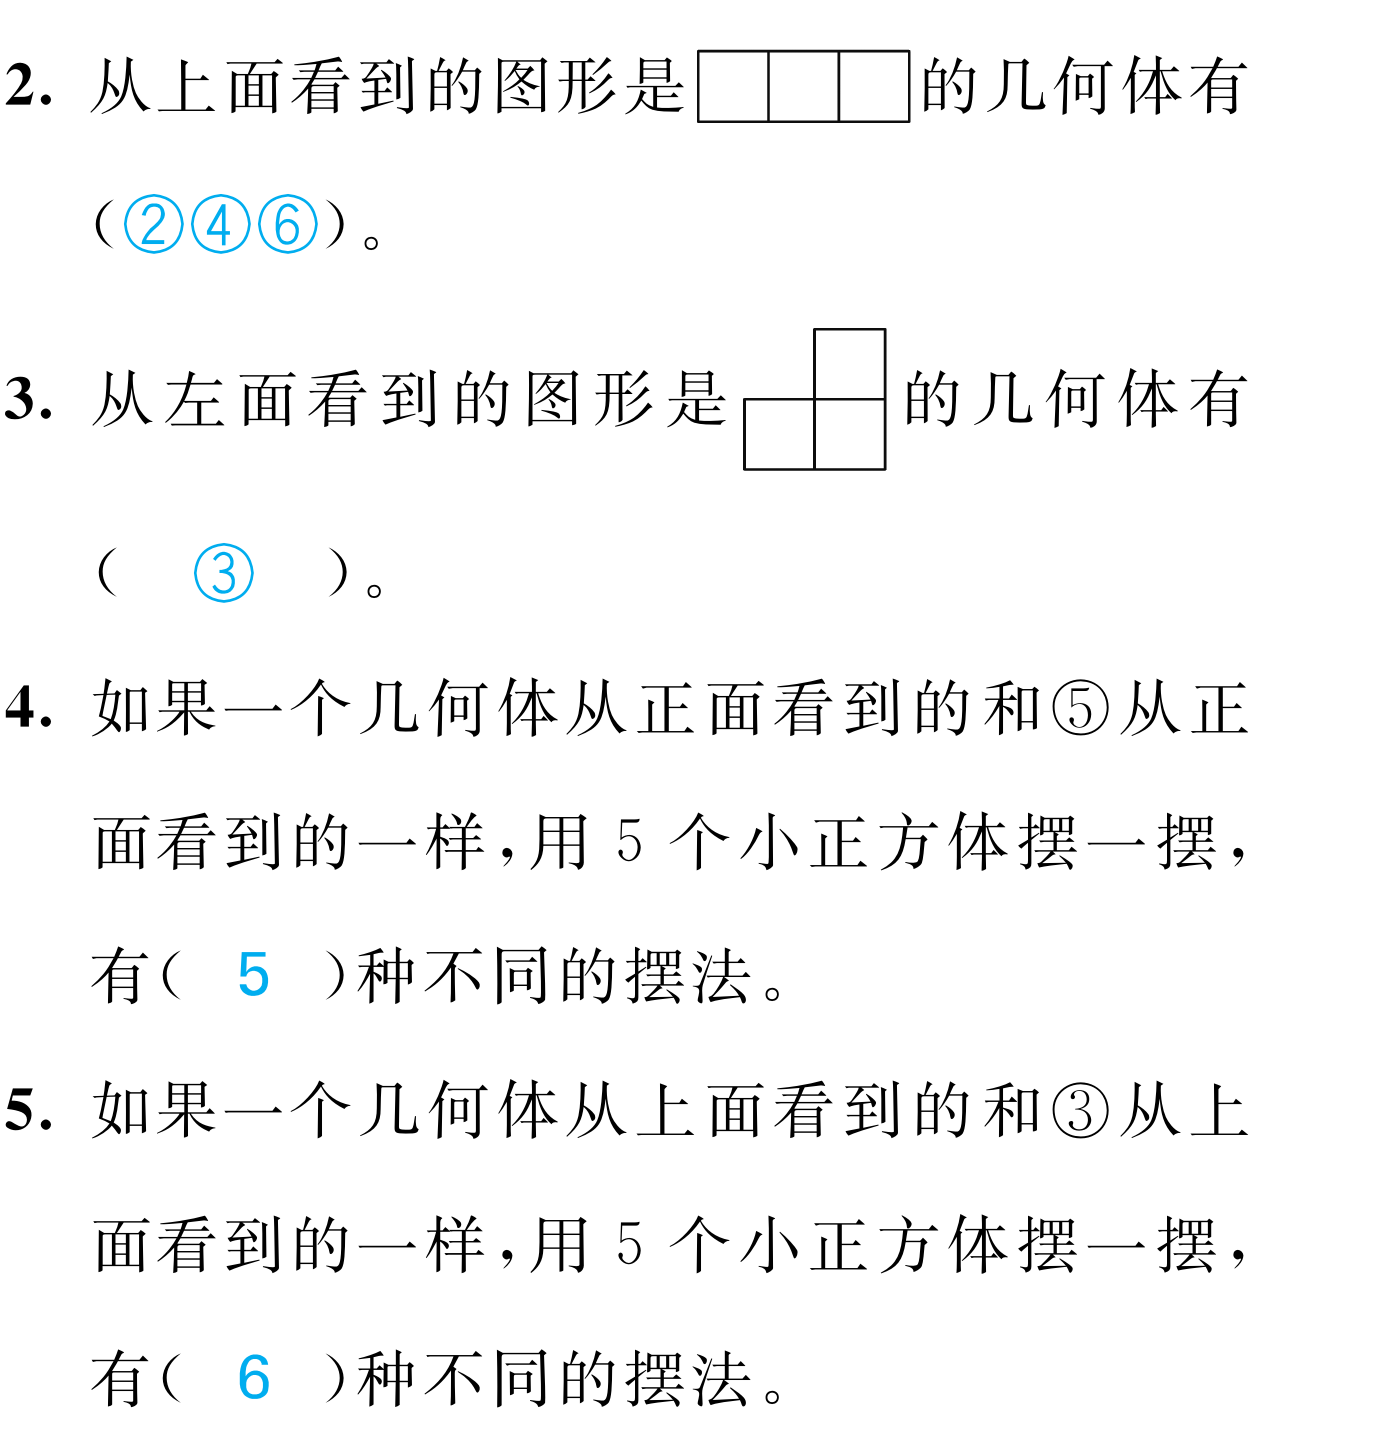 2. 从上面看到的图形是的几何体有
(②④⑥)。
3. 从左面看到的图形是的几何体有
( ③ )。
4. 如果一个几何体从正面看到的和⑤从正
面看到的一样,用 5 个小正方体摆一摆,
有( 5 )种不同的摆法。
5. 如果一个几何体从上面看到的和③从上
面看到的一样,用 5 个小正方体摆一摆,
有( 6 )种不同的摆法。